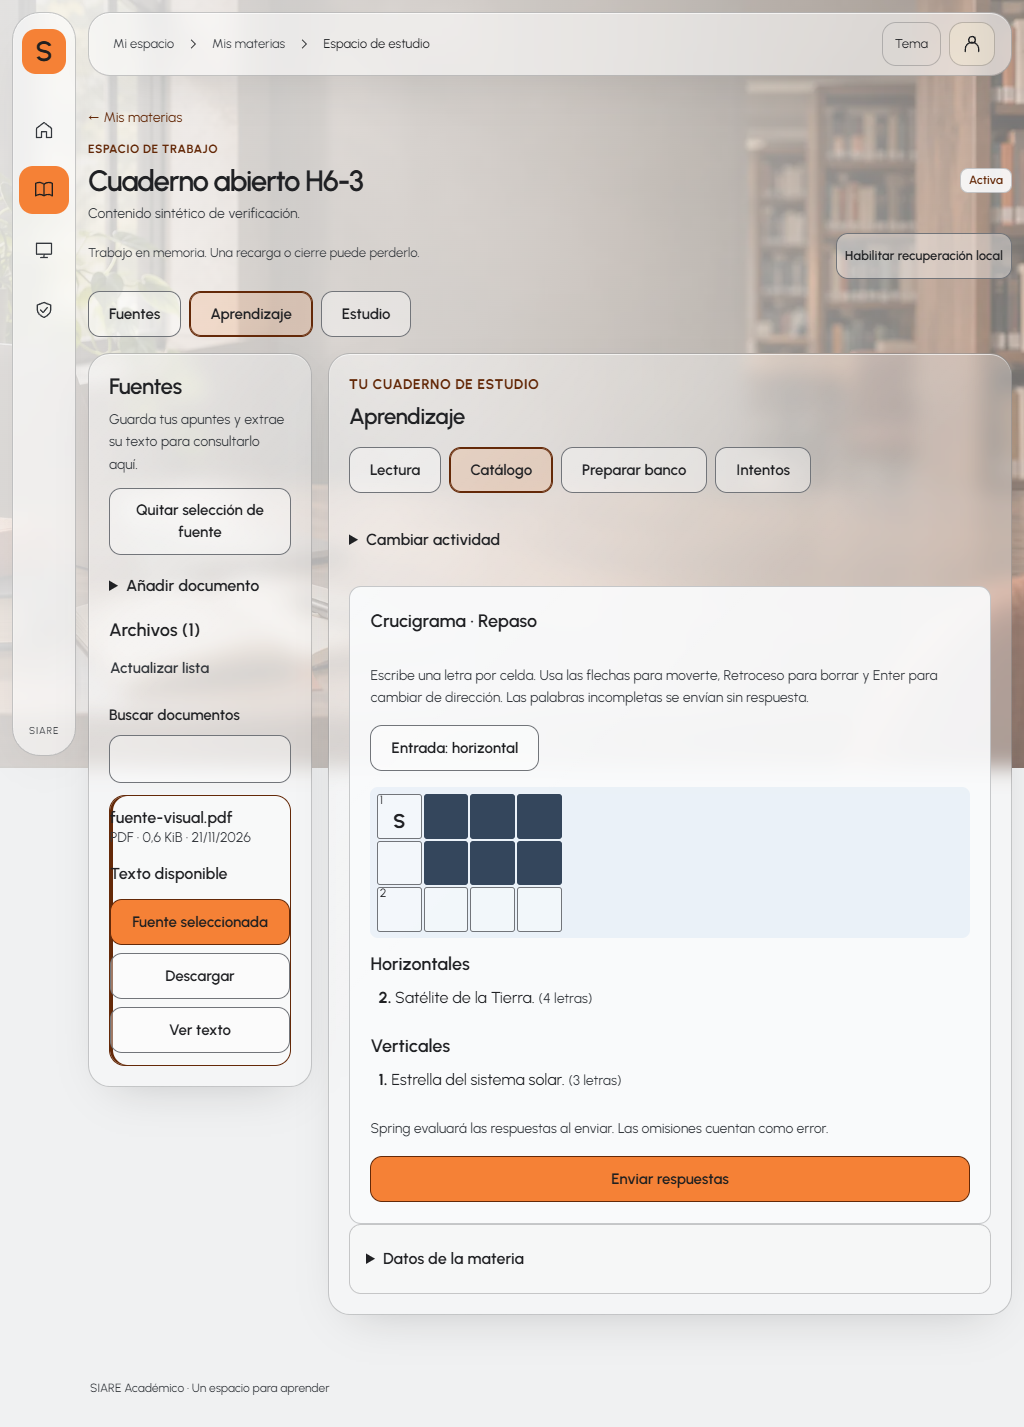 S
Mi espacio > Mis materias > Espacio de estudio
Tema
← Mis materias
ESPACIO DE TRABAJO
Cuaderno abierto H6-3
Activa
Contenido sintético de verificación.
Trabajo en memoria. Una recarga o cierre puede perderlo.
Habilitar recuperación local
Fuentes
Aprendizaje
Estudio
Fuentes
Guarda tus apuntes y extrae
su texto para consultarlo
aquí.
Quitar selección de
fuente
Añadir documento
Archivos (1)
Actualizar lista
Buscar documentos
fuente-visual.pdf
PDF · 0,6 KiB · 21/11/2026
Texto disponible
Fuente seleccionada
Descargar
Ver texto
SIARE
TU CUADERNO DE ESTUDIO
Aprendizaje
Lectura
Catálogo
Preparar banco
Intentos
Cambiar actividad
Crucigrama · Repaso
Escribe una letra por celda. Usa las flechas para moverte, Retroceso para borrar y Enter para
cambiar de dirección. Las palabras incompletas se envían sin respuesta.
Entrada: horizontal
1
S
2
Horizontales
2. Satélite de la Tierra. (4 letras)
Verticales
1. Estrella del sistema solar. (3 letras)
Spring evaluará las respuestas al enviar. Las omisiones cuentan como error.
Enviar respuestas
Datos de la materia
SIARE Académico · Un espacio para aprender